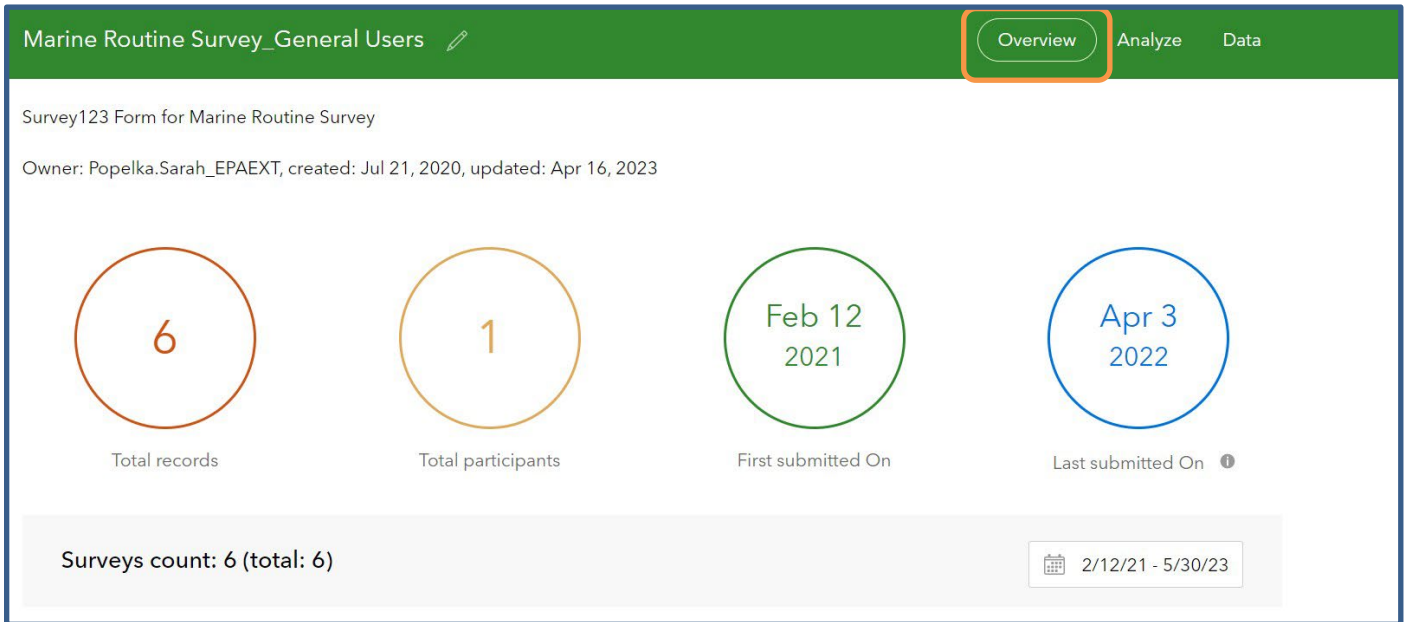 Marine Routine Survey_General Users
Overview
Analyze
Data
Survey123 Form for Marine Routine Survey
Owner: Popelka.Sarah_EPAEXT, created: Jul 21, 2020, updated: Apr 16, 2023
6
Total records
1
Total participants
Feb 12
2021
First submitted On
Apr 3
2022
Last submitted On
Surveys count: 6 (total: 6)
2/12/21 - 5/30/23